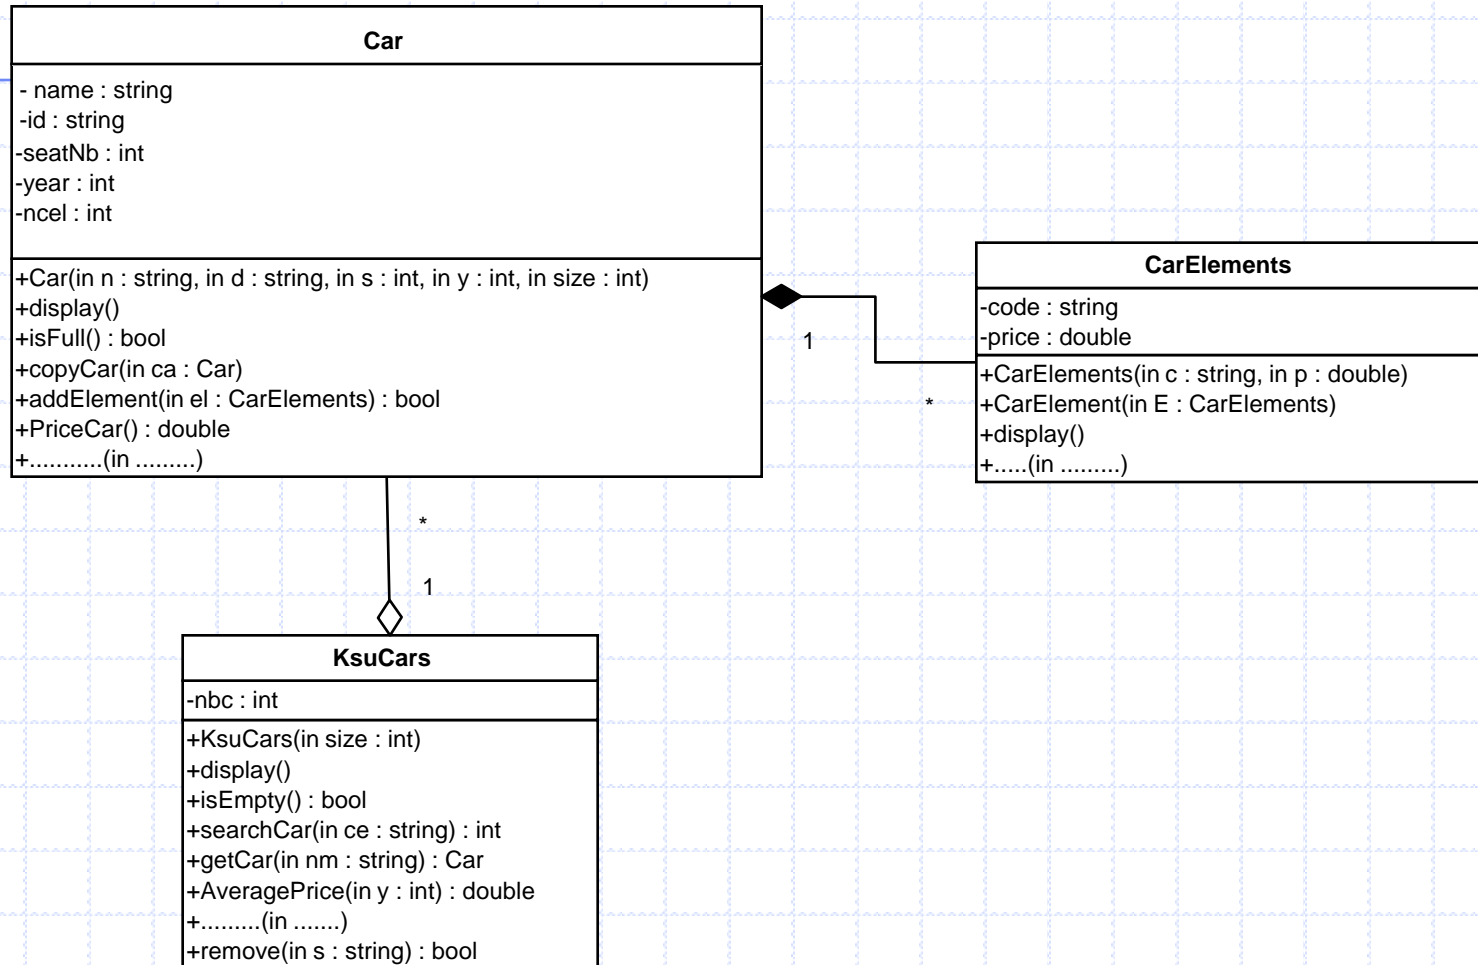 Car
- name : string
-id : string
-seatNb : int
-year : int
-ncel : int
+Car(in n : string, in d : string, in s : int, in y : int, in size : int)
+display()
+isFull() : bool
+copyCar(in ca : Car)
+addElement(in el : CarElements) : bool
+PriceCar() : double
+...........(in .........)
1
*
CarElements
-code : string
-price : double
+CarElements(in c : string, in p : double)
+CarElement(in E : CarElements)
+display()
+.....(in .........)
*
1
KsuCars
-nbc : int
+KsuCars(in size : int)
+display()
+isEmpty() : bool
+searchCar(in ce : string) : int
+getCar(in nm : string) : Car
+AveragePrice(in y : int) : double
+.........(in .......)
+remove(in s : string) : bool